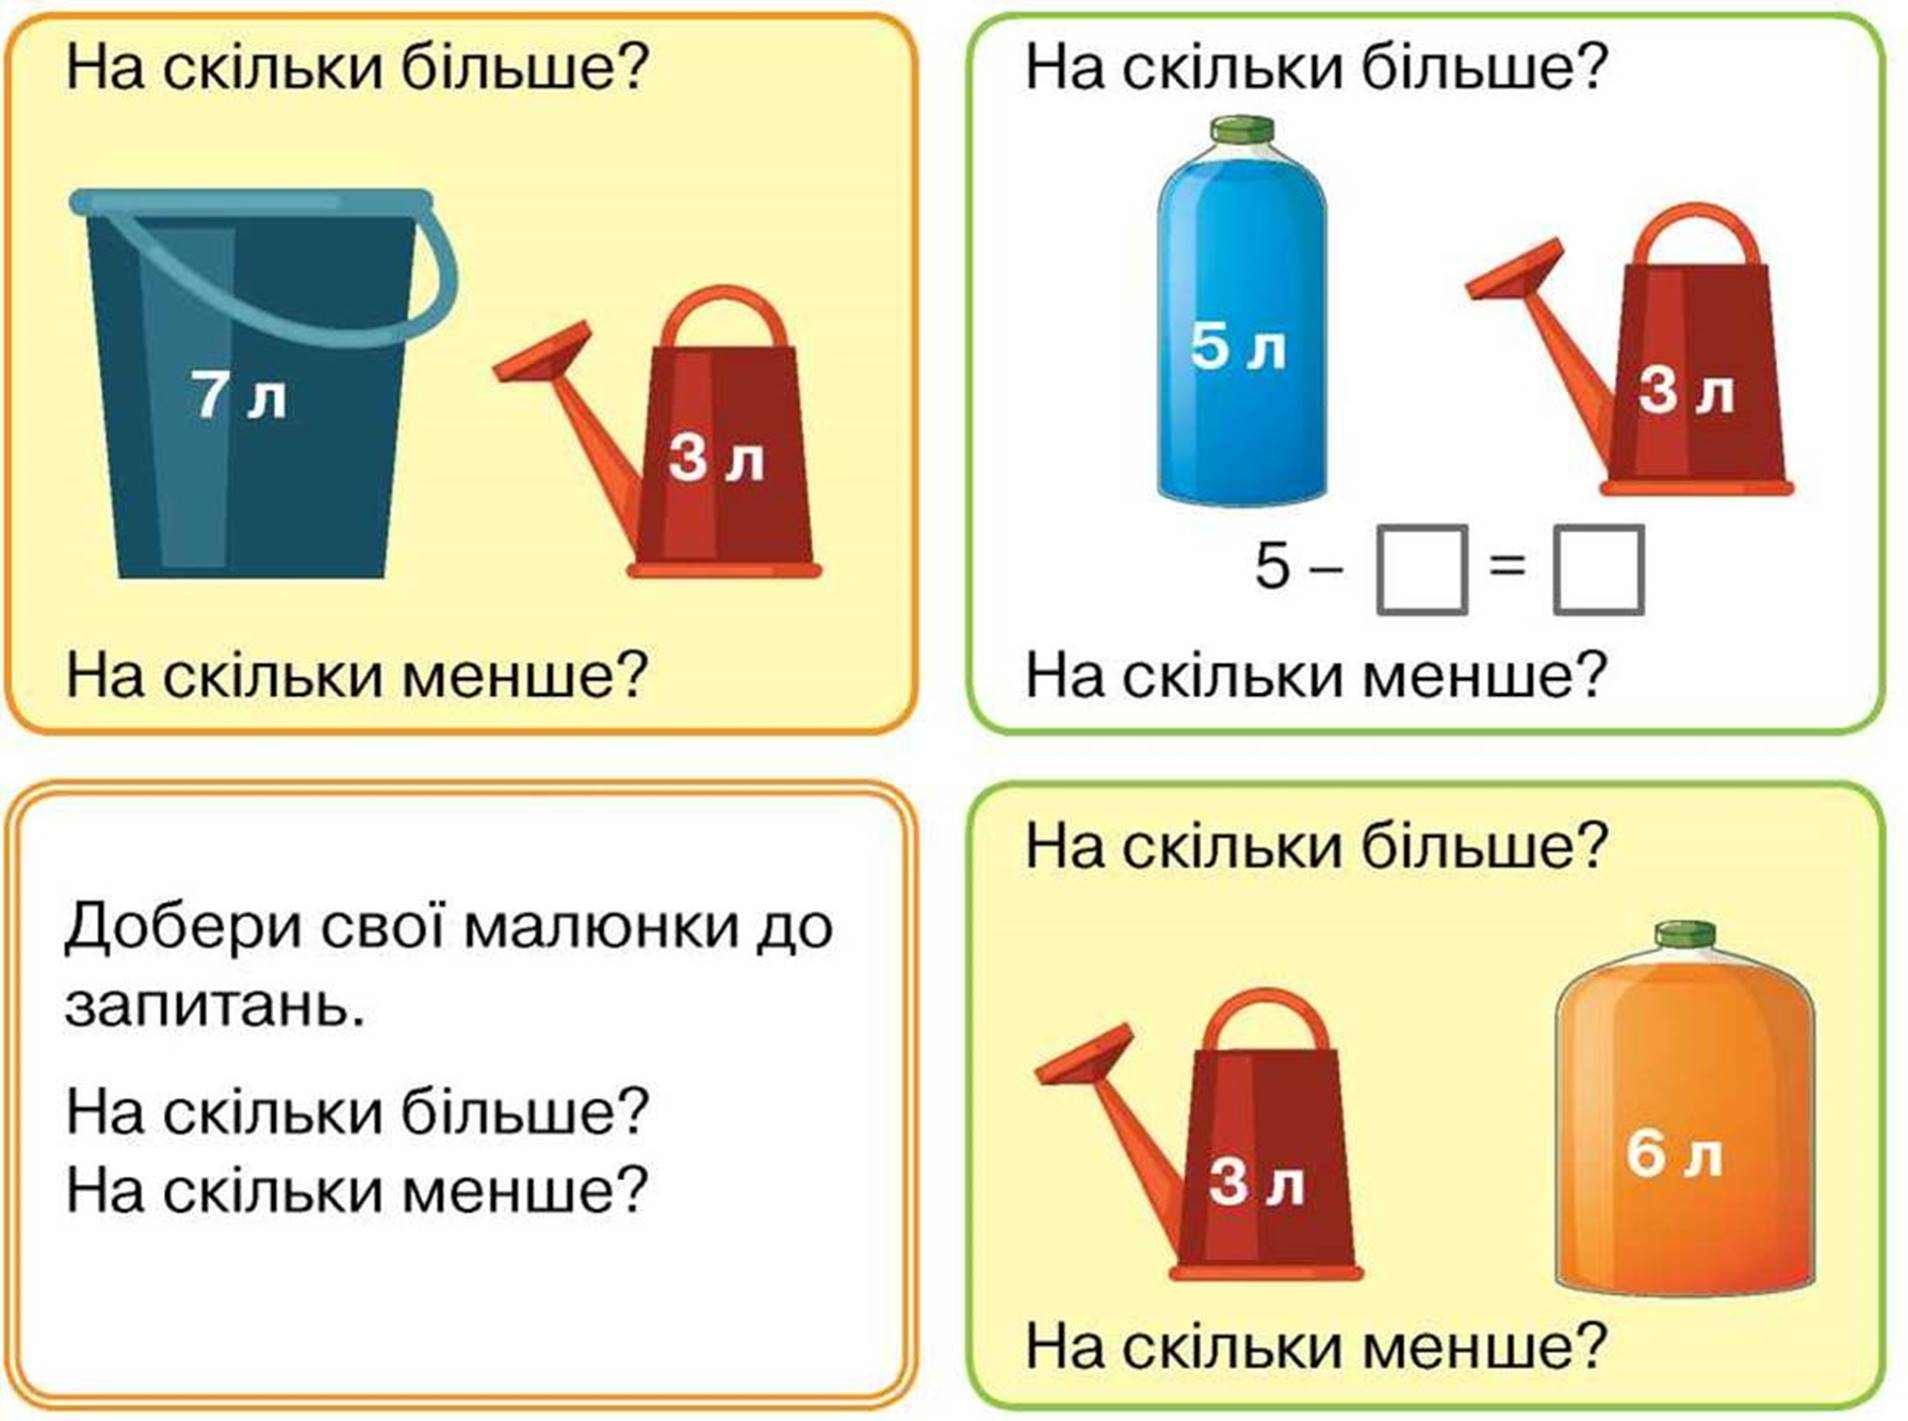 На скільки більше?
7 л
3 л
На скільки менше?
На скільки більше?
5 л
3 л
5 – □ = □
На скільки менше?
Добери свої малюнки до
запитань.
На скільки більше?
На скільки менше?
На скільки більше?
3 л
6 л
На скільки менше?